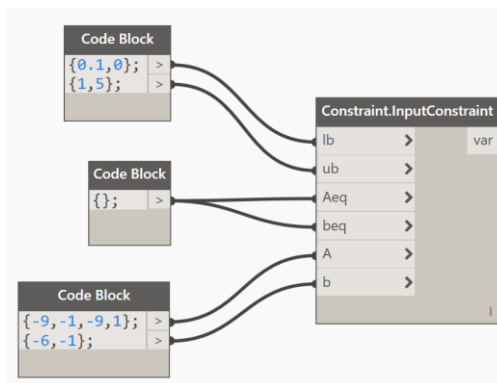 Code Block
{0.1,0}; >
{1,5}; >
Code Block
{}; >
Code Block
{-9,-1,-9,1}; >
{-6,-1}; >
Constraint.InputConstraint
lb > var
ub >
Aeq >
beq >
A >
b >
l